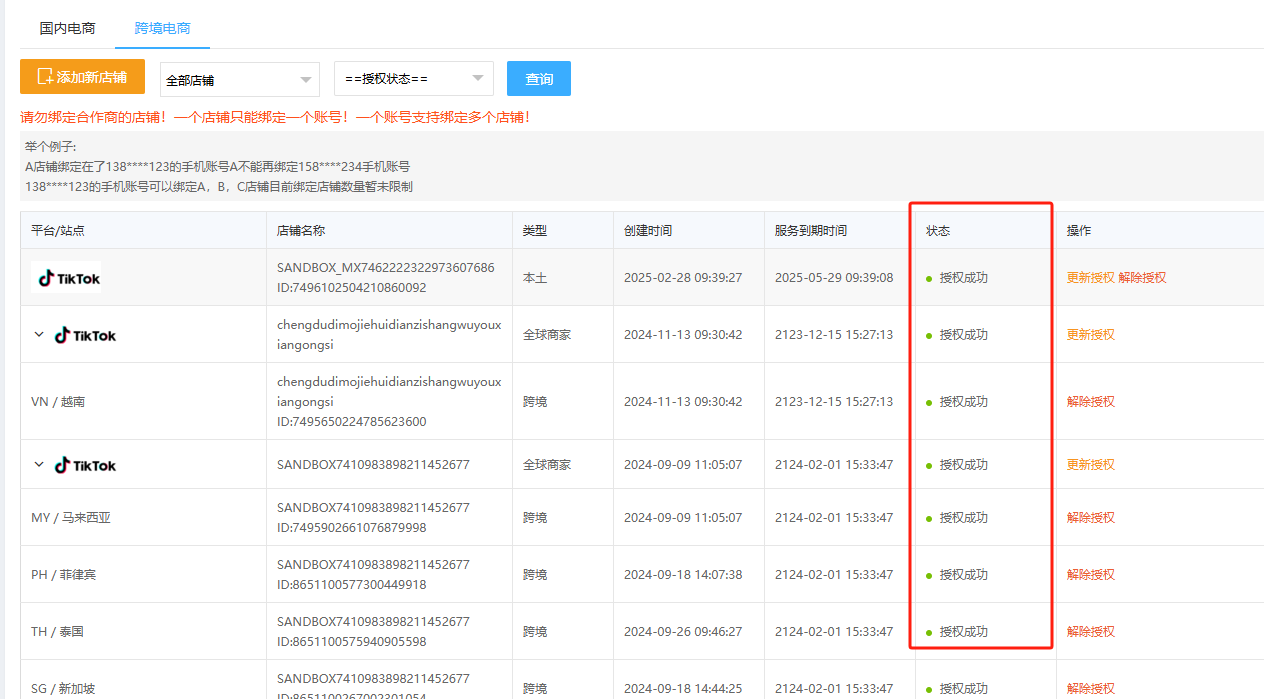 国内电商
跨境电商
添加新店铺
全部店铺
==授权状态==
查询
请勿绑定合作商的店铺！一个店铺只能绑定一个账号！一个账号支持绑定多个店铺！
举个例子:
A店铺绑定在了138****123的手机账号A不能再绑定158****234手机账号
138****123的手机账号可以绑定A，B，C店铺目前绑定店铺数量暂未限制
平台/站点 店铺名称 类型 创建时间 服务到期时间 状态 操作
TikTok
SANDBOX_MX7462222322973607686
ID:7496102504210860092
本土 2025-02-28 09:39:27 2025-05-29 09:39:08 授权成功 更新授权 解除授权
TikTok
chengdudimojiehuidianzishangwuyoux
iangongsi
全球商家 2024-11-13 09:30:42 2123-12-15 15:27:13 授权成功 更新授权
VN / 越南
chengdudimojiehuidianzishangwuyoux
iangongsi
ID:7495650224785623600
跨境 2024-11-13 09:30:42 2123-12-15 15:27:13 授权成功 解除授权
TikTok
SANDBOX7410983898211452677
全球商家 2024-09-09 11:05:07 2124-02-01 15:33:47 授权成功 更新授权
MY / 马来西亚
SANDBOX7410983898211452677
ID:7495902661076879998
跨境 2024-09-09 11:05:07 2124-02-01 15:33:47 授权成功 解除授权
PH / 菲律宾
SANDBOX7410983898211452677
ID:8651100577300449918
跨境 2024-09-18 14:07:38 2124-02-01 15:33:47 授权成功 解除授权
TH / 泰国
SANDBOX7410983898211452677
ID:8651100575940905598
跨境 2024-09-26 09:46:27 2124-02-01 15:33:47 授权成功 解除授权
SG / 新加坡
SANDBOX7410983898211452677
跨境 2024-09-18 14:44:25 2124-02-01 15:33:47 授权成功 解除授权